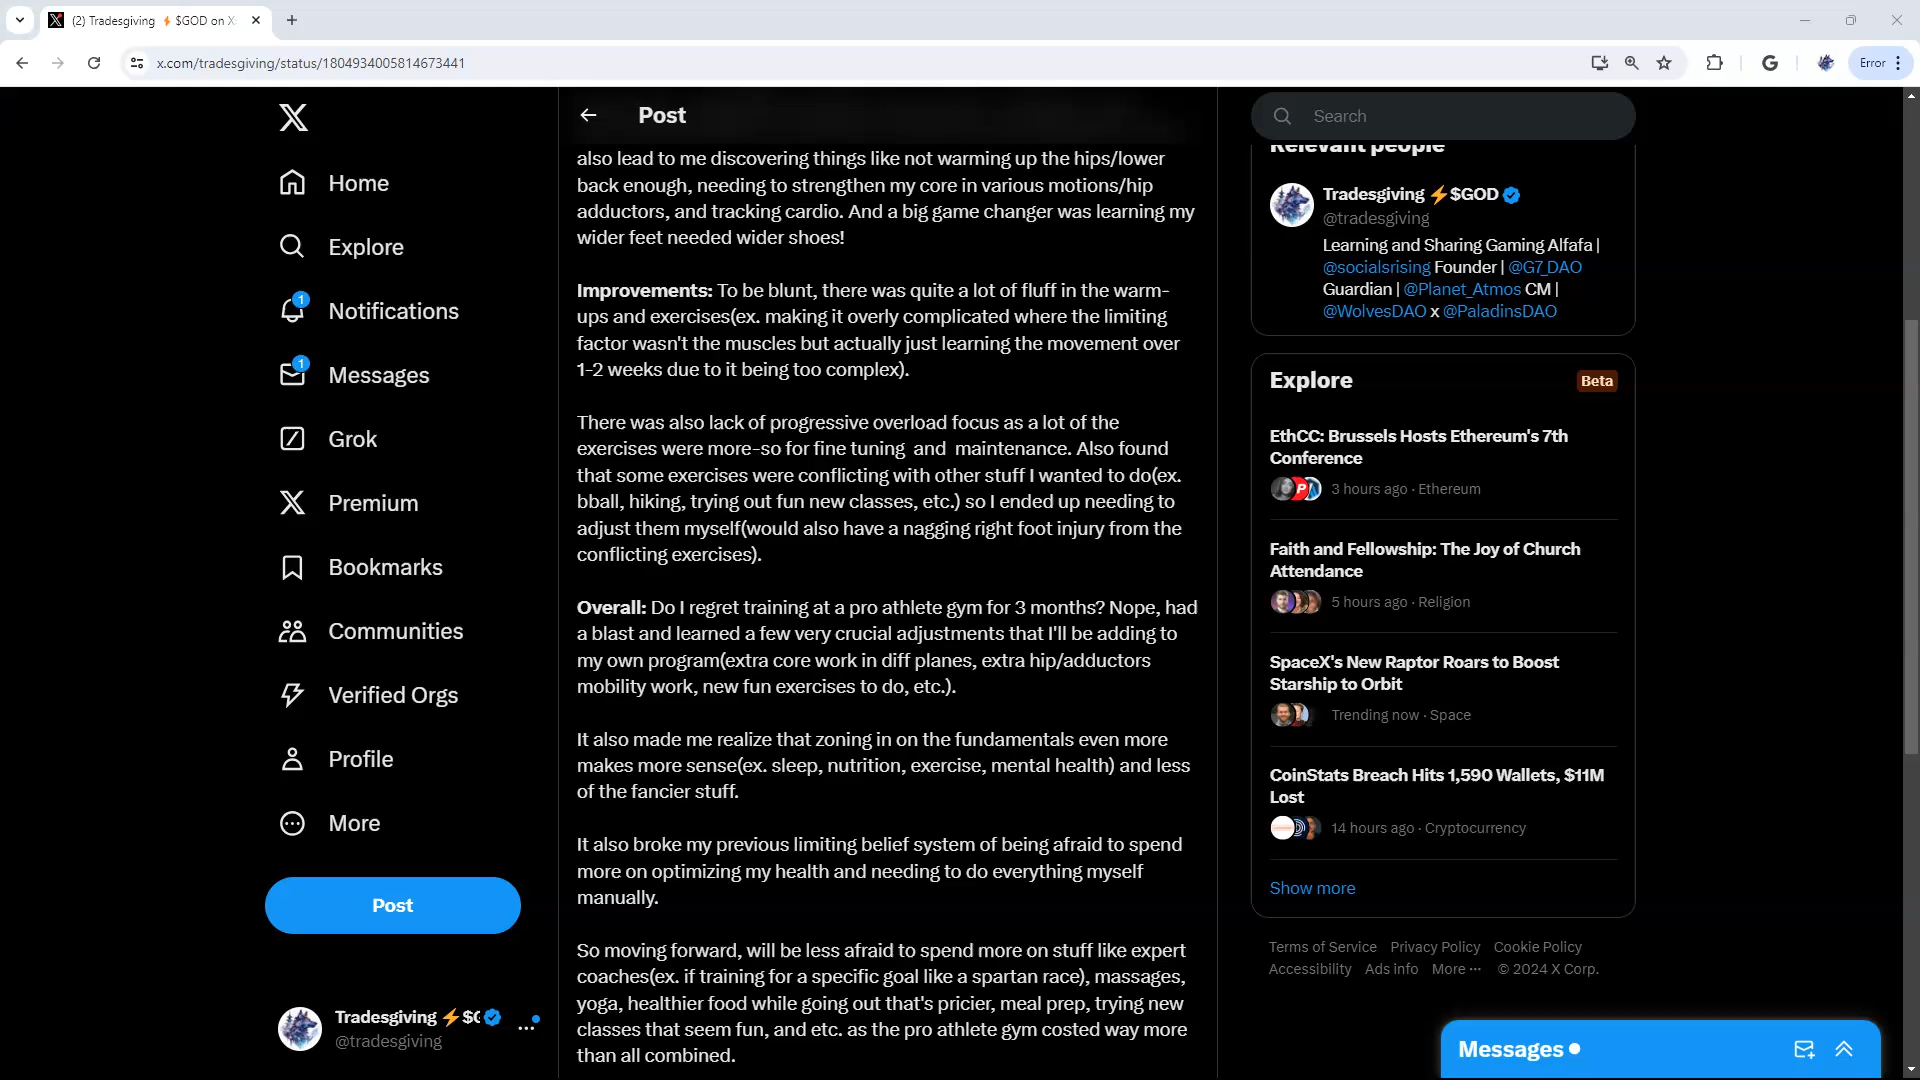 (2) Tradesgiving ⚡ $GOD on X
x.com/tradesgiving/status/1804934005814673441
Error
Home
Explore
1
Notifications
1
Messages
Grok
Premium
Bookmarks
Communities
Verified Orgs
Profile
More
Post
Tradesgiving ⚡$G
@tradesgiving
Post
also lead to me discovering things like not warming up the hips/lower
back enough, needing to strengthen my core in various motions/hip
adductors, and tracking cardio. And a big game changer was learning my
wider feet needed wider shoes!
Improvements: To be blunt, there was quite a lot of fluff in the warm-
ups and exercises(ex. making it overly complicated where the limiting
factor wasn't the muscles but actually just learning the movement over
1-2 weeks due to it being too complex).
There was also lack of progressive overload focus as a lot of the
exercises were more-so for fine tuning  and  maintenance. Also found
that some exercises were conflicting with other stuff I wanted to do(ex.
bball, hiking, trying out fun new classes, etc.) so I ended up needing to
adjust them myself(would also have a nagging right foot injury from the
conflicting exercises).
Overall: Do I regret training at a pro athlete gym for 3 months? Nope, had
a blast and learned a few very crucial adjustments that I'll be adding to
my own program(extra core work in diff planes, extra hip/adductors
mobility work, new fun exercises to do, etc.).
It also made me realize that zoning in on the fundamentals even more
makes more sense(ex. sleep, nutrition, exercise, mental health) and less
of the fancier stuff.
It also broke my previous limiting belief system of being afraid to spend
more on optimizing my health and needing to do everything myself
manually.
So moving forward, will be less afraid to spend more on stuff like expert
coaches(ex. if training for a specific goal like a spartan race), massages,
yoga, healthier food while going out that's pricier, meal prep, trying new
classes that seem fun, and etc. as the pro athlete gym costed way more
than all combined.
Search
Relevant people
Tradesgiving ⚡$GOD
@tradesgiving
Learning and Sharing Gaming Alfafa |
@socialsrising Founder | @G7_DAO
Guardian | @Planet_Atmos CM |
@WolvesDAO x @PaladinsDAO
Explore
Beta
EthCC: Brussels Hosts Ethereum's 7th
Conference
3 hours ago · Ethereum
Faith and Fellowship: The Joy of Church
Attendance
5 hours ago · Religion
SpaceX's New Raptor Roars to Boost
Starship to Orbit
Trending now · Space
CoinStats Breach Hits 1,590 Wallets, $11M
Lost
14 hours ago · Cryptocurrency
Show more
Terms of Service Privacy Policy Cookie Policy
Accessibility Ads info More ··· © 2024 X Corp.
Messages